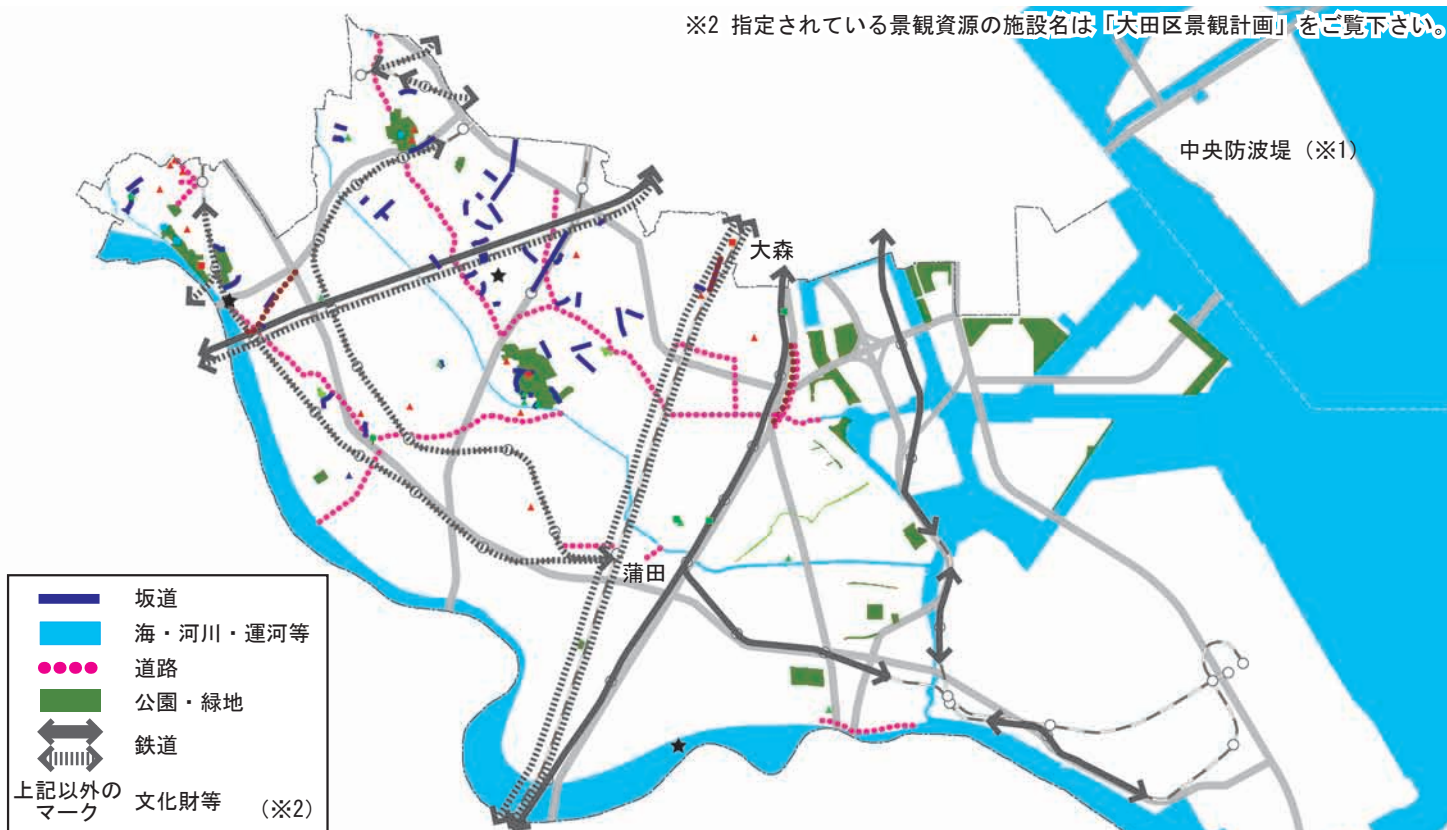 ※2 指定されている景観資源の施設名は「大田区景観計画」をご覧下さい。
中央防波堤（※1）
大森
蒲田
坂道
海・河川・運河等
道路
公園・緑地
鉄道
上記以外の
マーク
文化財等 （※2）